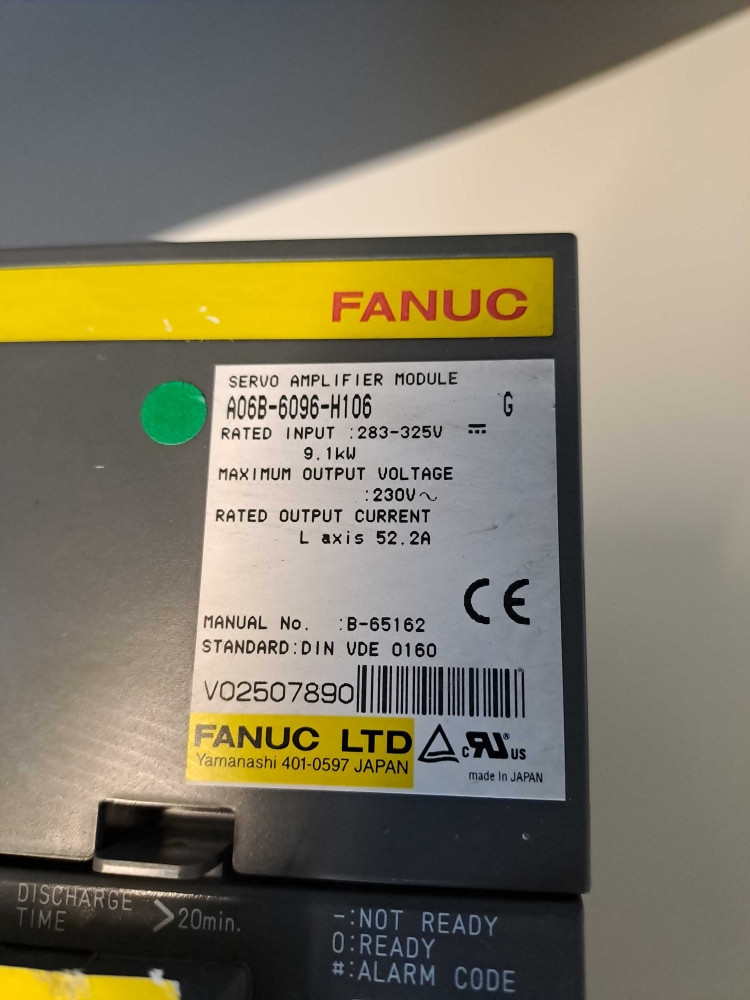 FANUC
SERVO AMPLIFIER MODULE
A06B-6096-H106 G
RATED INPUT :283-325V ⎓
9.1kW
MAXIMUM OUTPUT VOLTAGE
:230V～
RATED OUTPUT CURRENT
L axis 52.2A
CE
MANUAL No. :B-65162
STANDARD:DIN VDE 0160
V02507890
FANUC LTD
Yamanashi 401-0597 JAPAN
c RU® US
made in JAPAN
DISCHARGE
TIME >20min.
-:NOT READY
0:READY
#:ALARM CODE